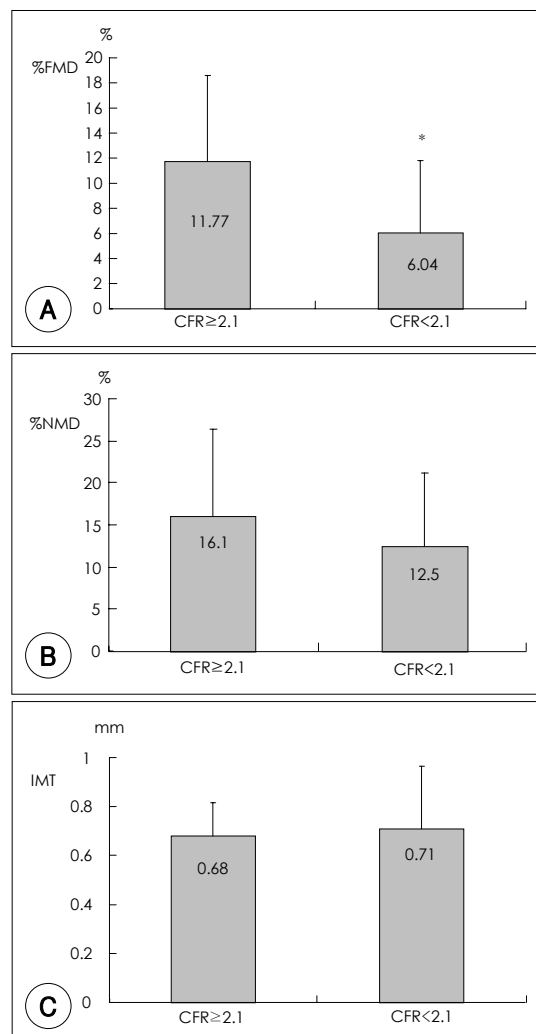 %
%FMD
20
18
16
14
12
10
8
6
4
2
0
*
11.77
6.04
CFR≥2.1
CFR<2.1
A
%
%NMD
30
25
20
15
10
5
0
16.1
12.5
CFR≥2.1
CFR<2.1
B
mm
IMT
1
0.8
0.6
0.4
0.2
0
0.68
0.71
CFR≥2.1
CFR<2.1
C